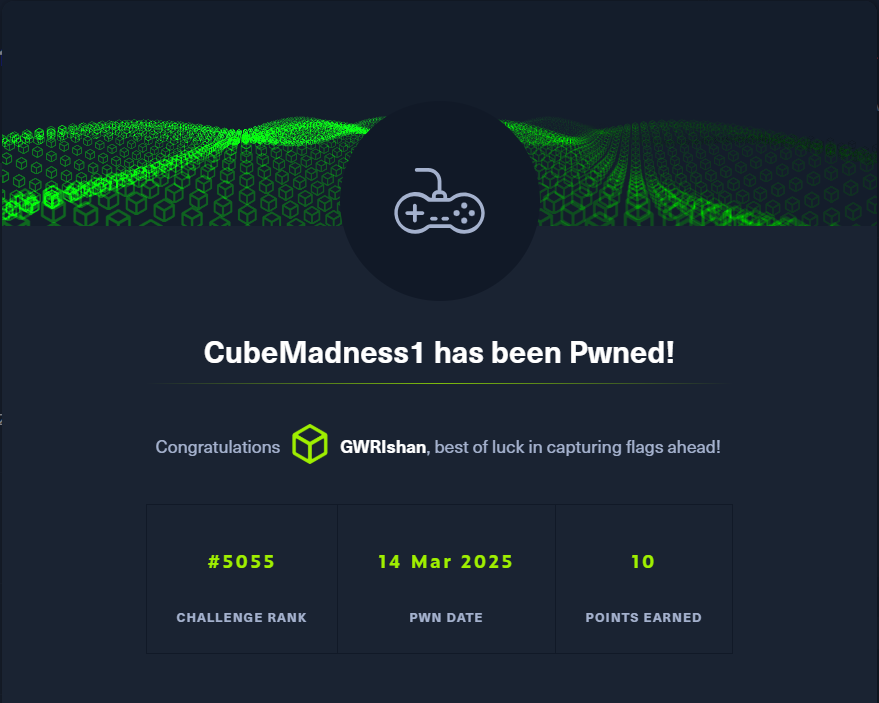 CubeMadness1 has been Pwned!
Congratulations GWRIshan, best of luck in capturing flags ahead!
#5055 14 Mar 2025 10
CHALLENGE RANK PWN DATE POINTS EARNED